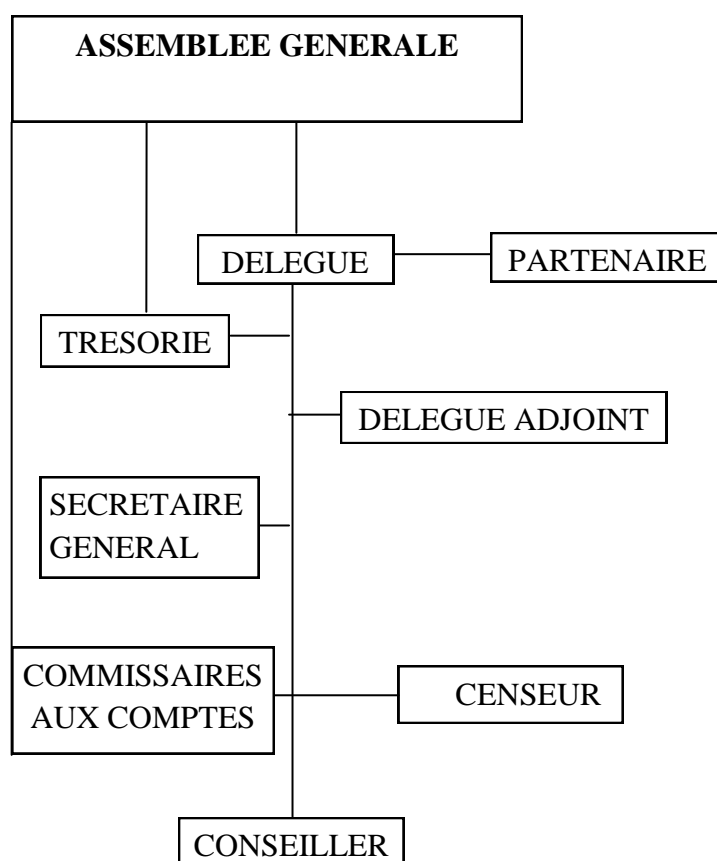 ASSEMBLEE GENERALE
DELEGUE
PARTENAIRE
TRESORIE
DELEGUE ADJOINT
SECRETAIRE
GENERAL
COMMISSAIRES
AUX COMPTES
CENSEUR
CONSEILLER